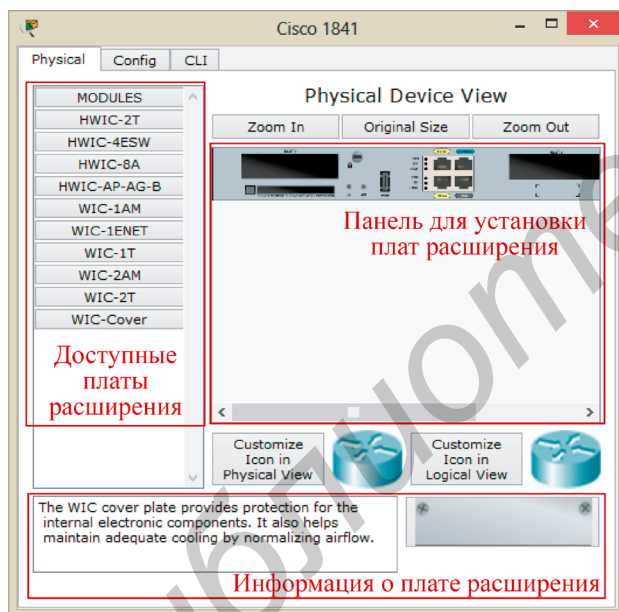 Cisco 1841
Physical
Config
CLI
MODULES
HWIC-2T
HWIC-4ESW
HWIC-8A
HWIC-AP-AG-B
WIC-1AM
WIC-1ENET
WIC-1T
WIC-2AM
WIC-2T
WIC-Cover
Доступные
платы
расширения
Physical Device View
Zoom In
Original Size
Zoom Out
Панель для установки
плат расширения
Customize
Icon in
Physical View
Customize
Icon in
Logical View
The WIC cover plate provides protection for the
internal electronic components. It also helps
maintain adequate cooling by normalizing airflow.
Информация о плате расширения